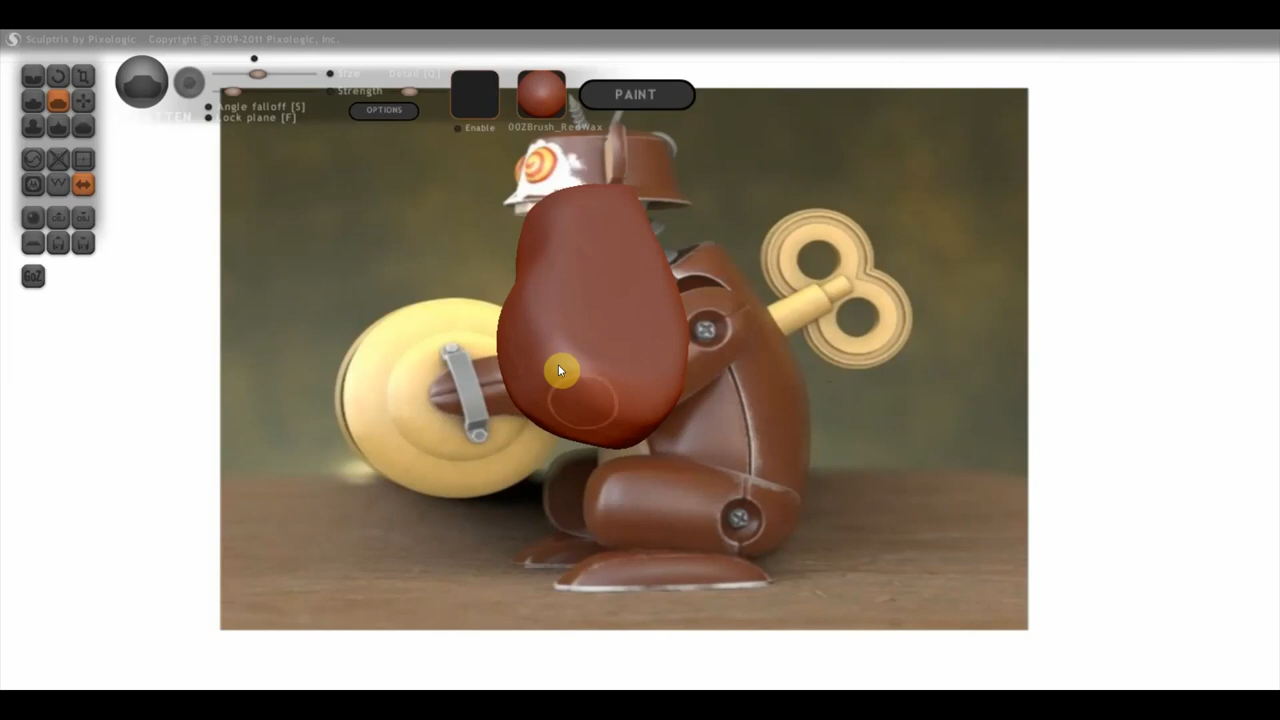 Sculptris by Pixologic    Copyright © 2009-2011 Pixologic, Inc.
Size    Detail [Q]
Strength
Angle falloff [S]
OPTIONS
Lock plane [F]
PAINT
Enable
00ZBrush_RedWax
GoZ